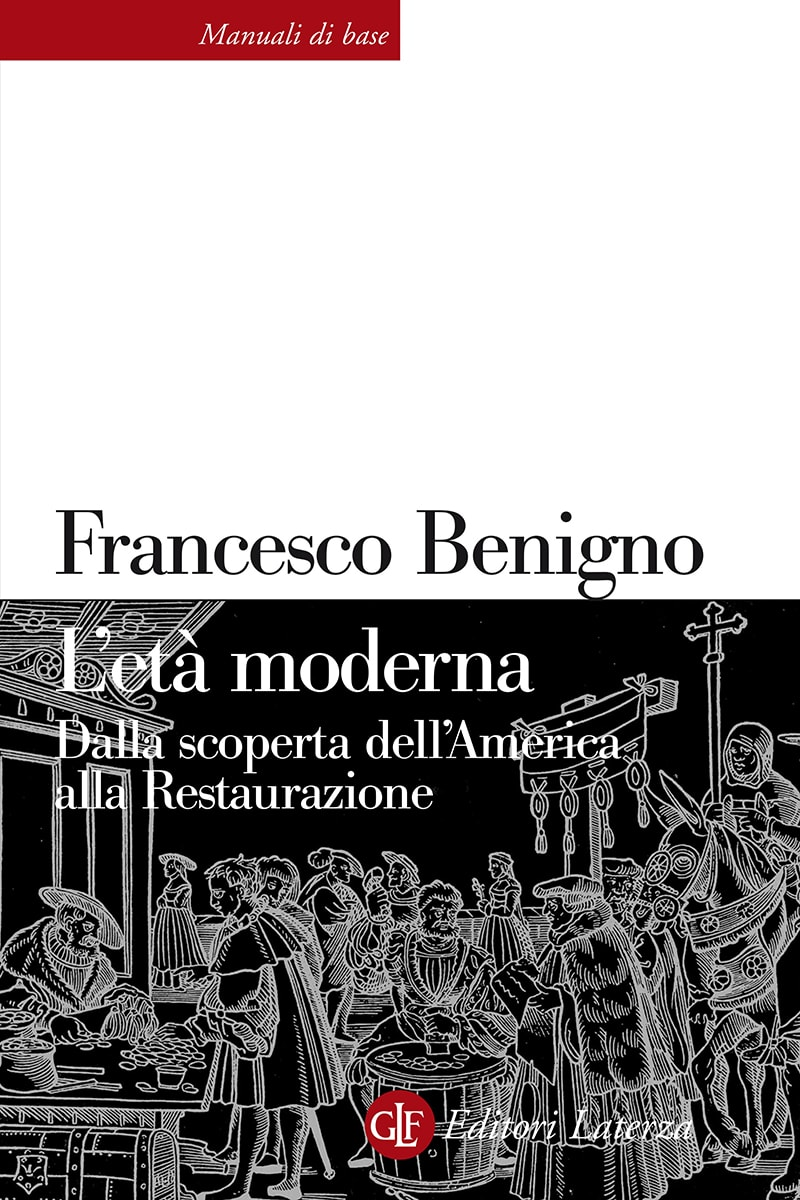 Manuali di base
Francesco Benigno
L'età moderna
Dalla scoperta dell'America
alla Restaurazione
GLF Editori Laterza